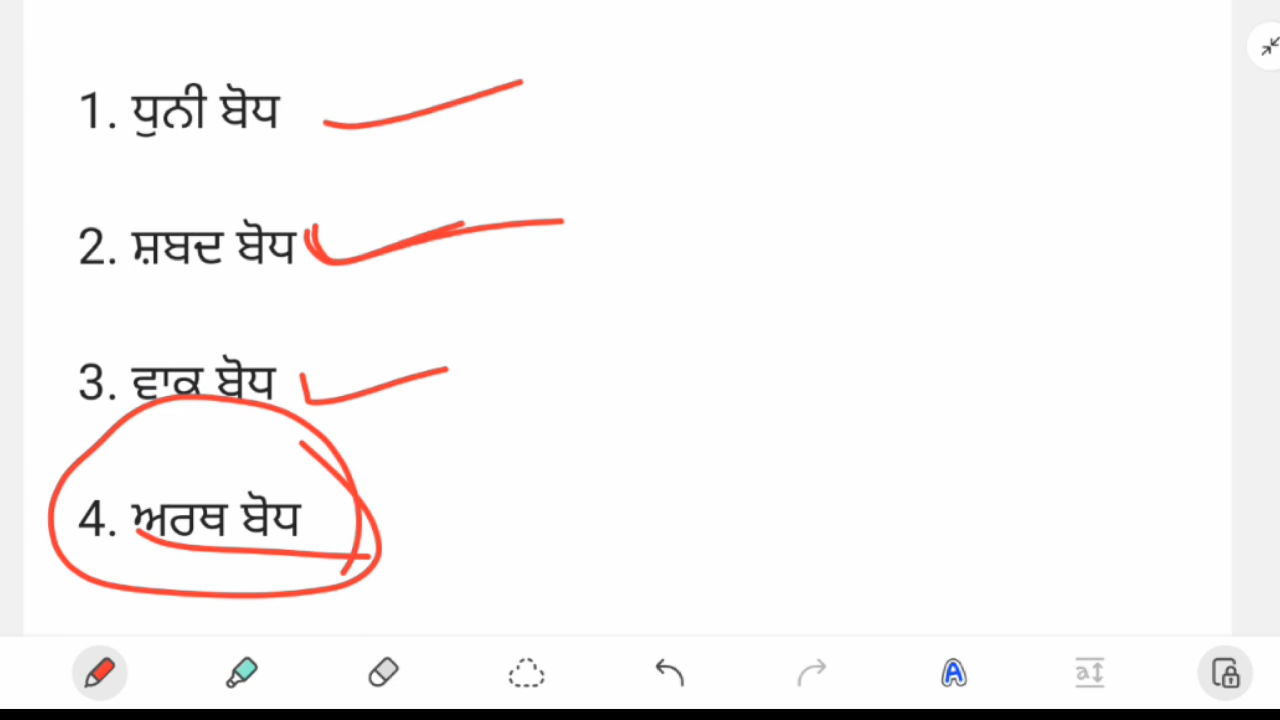 1. ਧੁਨੀ ਬੋਧ
2. ਸ਼ਬਦ ਬੋਧ
3. ਵਾਕ ਬੋਧ
4. ਅਰਥ ਬੋਧ